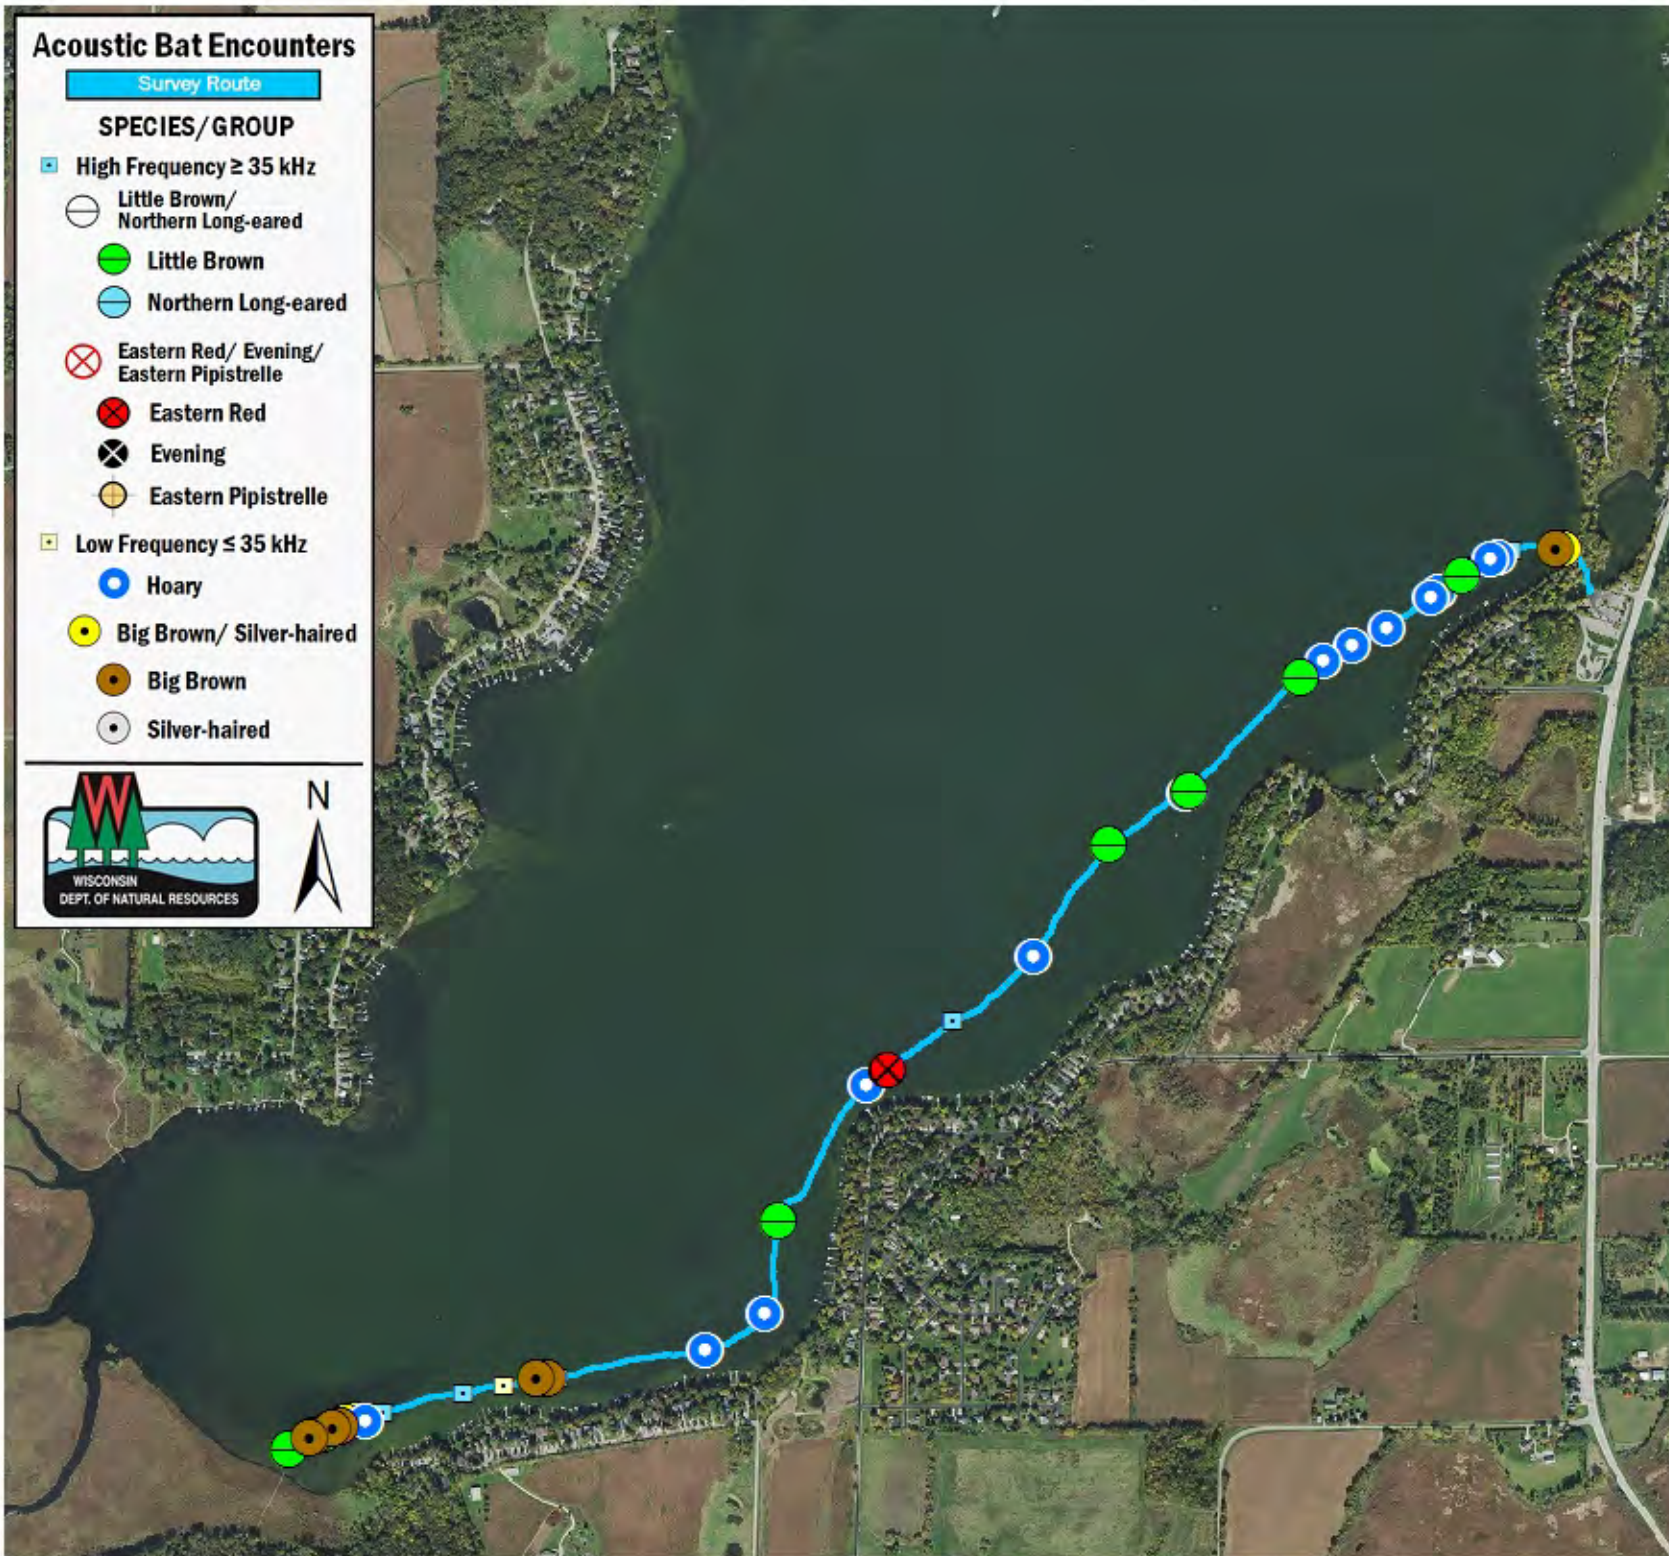 Acoustic Bat Encounters
Survey Route
SPECIES/GROUP
High Frequency ≥ 35 kHz
Little Brown/
Northern Long-eared
Little Brown
Northern Long-eared
Eastern Red/ Evening/
Eastern Pipistrelle
Eastern Red
Evening
Eastern Pipistrelle
Low Frequency ≤ 35 kHz
Hoary
Big Brown/ Silver-haired
Big Brown
Silver-haired
W
N
WISCONSIN
DEPT. OF NATURAL RESOURCES